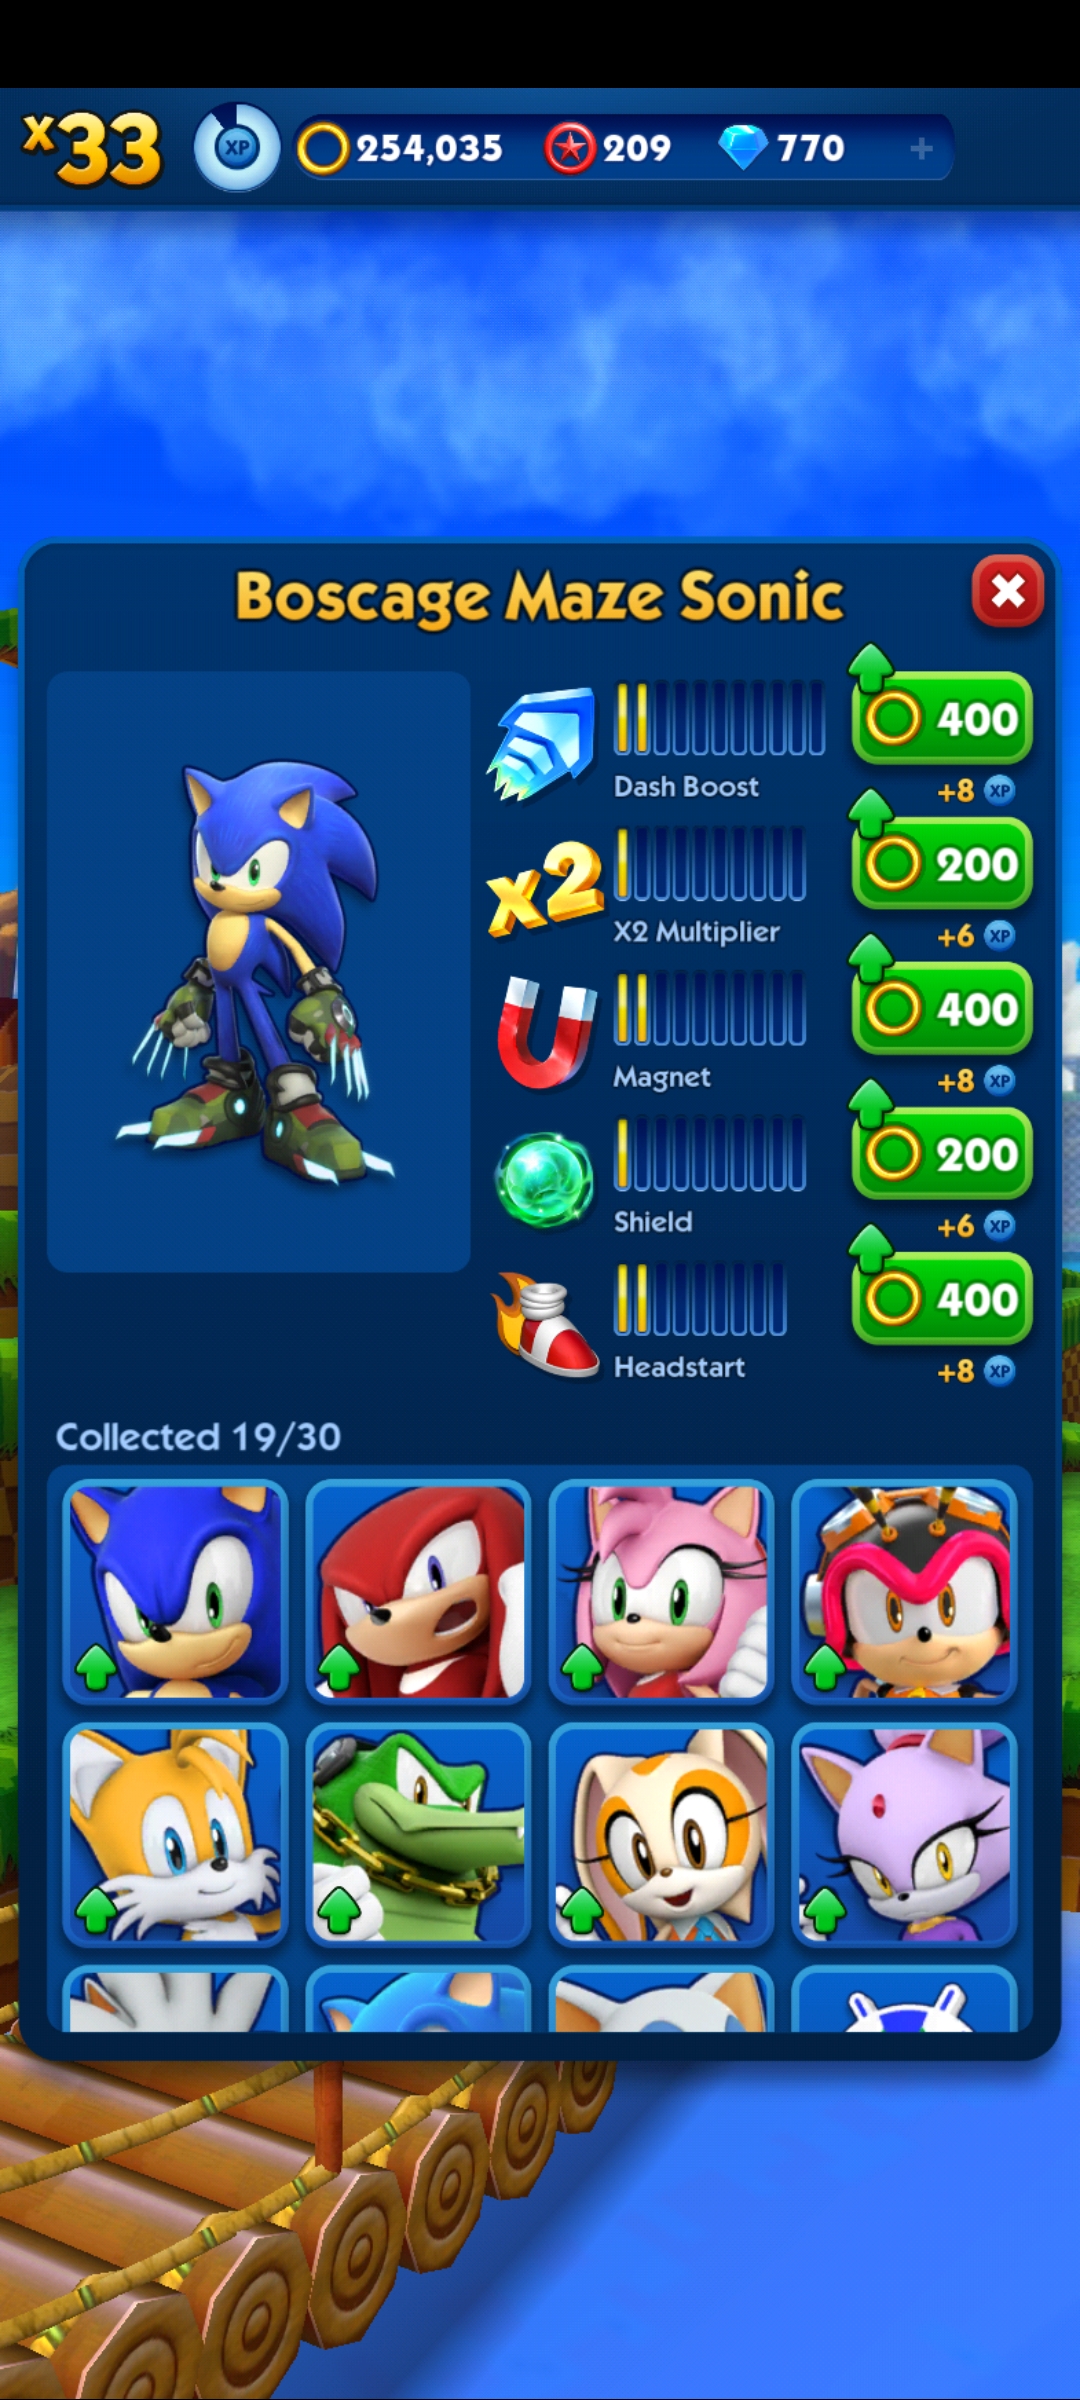 x33
XP
254,035
209
770
+
Boscage Maze Sonic
400
Dash Boost
+8 XP
x2
200
X2 Multiplier
+6 XP
400
Magnet
+8 XP
200
Shield
+6 XP
400
Headstart
+8 XP
Collected 19/30